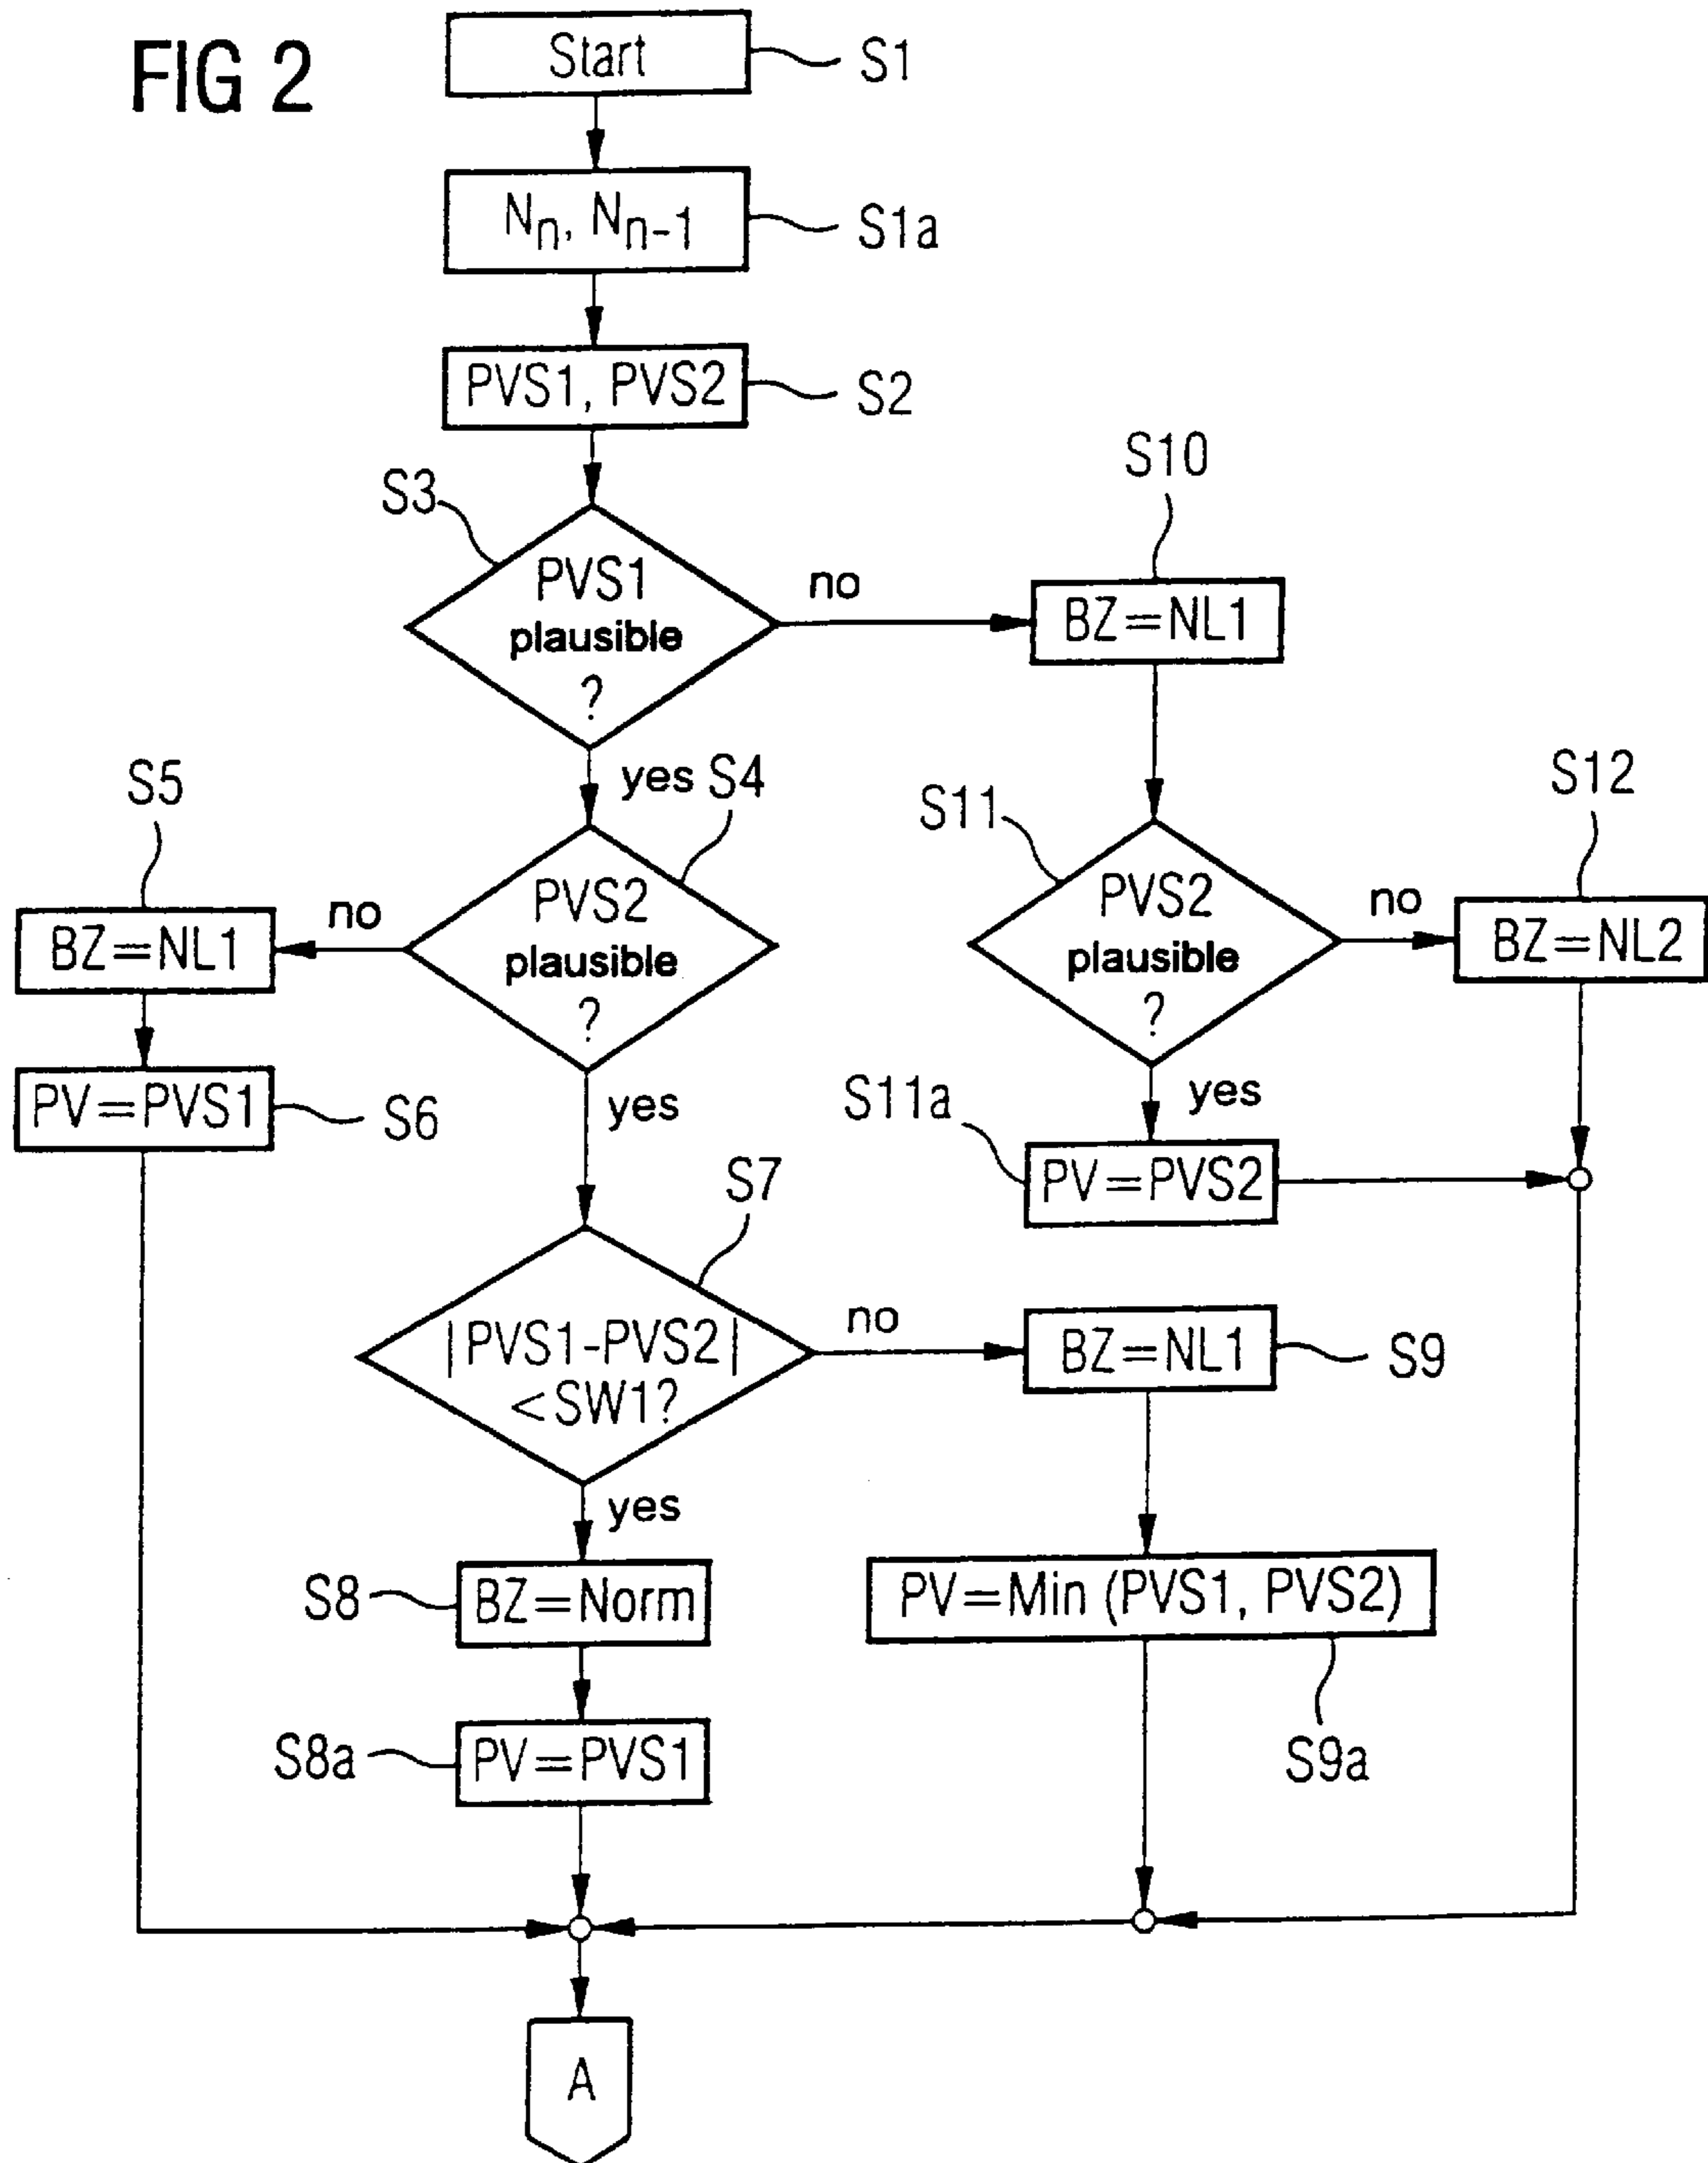 FIG 2
Start
S1
Nn, Nn-1
S1a
PVS1, PVS2
S2
S3
PVS1
plausible
?
no
S10
BZ=NL1
yes
S4
PVS2
plausible
?
no
S5
BZ=NL1
PV=PVS1
S6
S11
PVS2
plausible
?
no
S12
BZ=NL2
yes
S11a
PV=PVS2
yes
S7
|PVS1-PVS2|
<SW1?
no
BZ=NL1
S9
yes
S8
BZ=Norm
PV=Min (PVS1, PVS2)
S9a
S8a
PV=PVS1
A